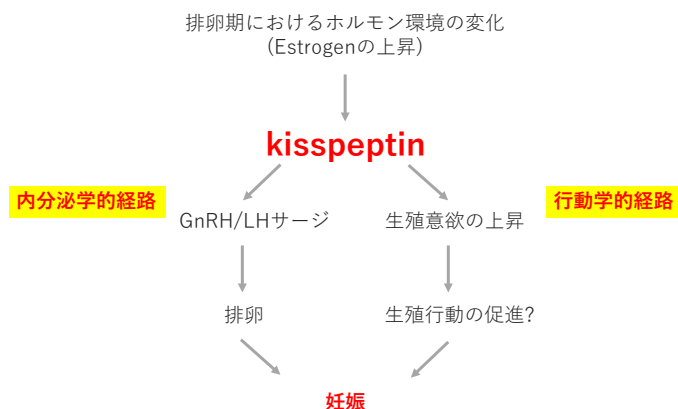 排卵期におけるホルモン環境の変化
(Estrogenの上昇)
kisspeptin
内分泌学的経路
行動学的経路
GnRH/LHサージ
生殖意欲の上昇
排卵
生殖行動の促進?
妊娠